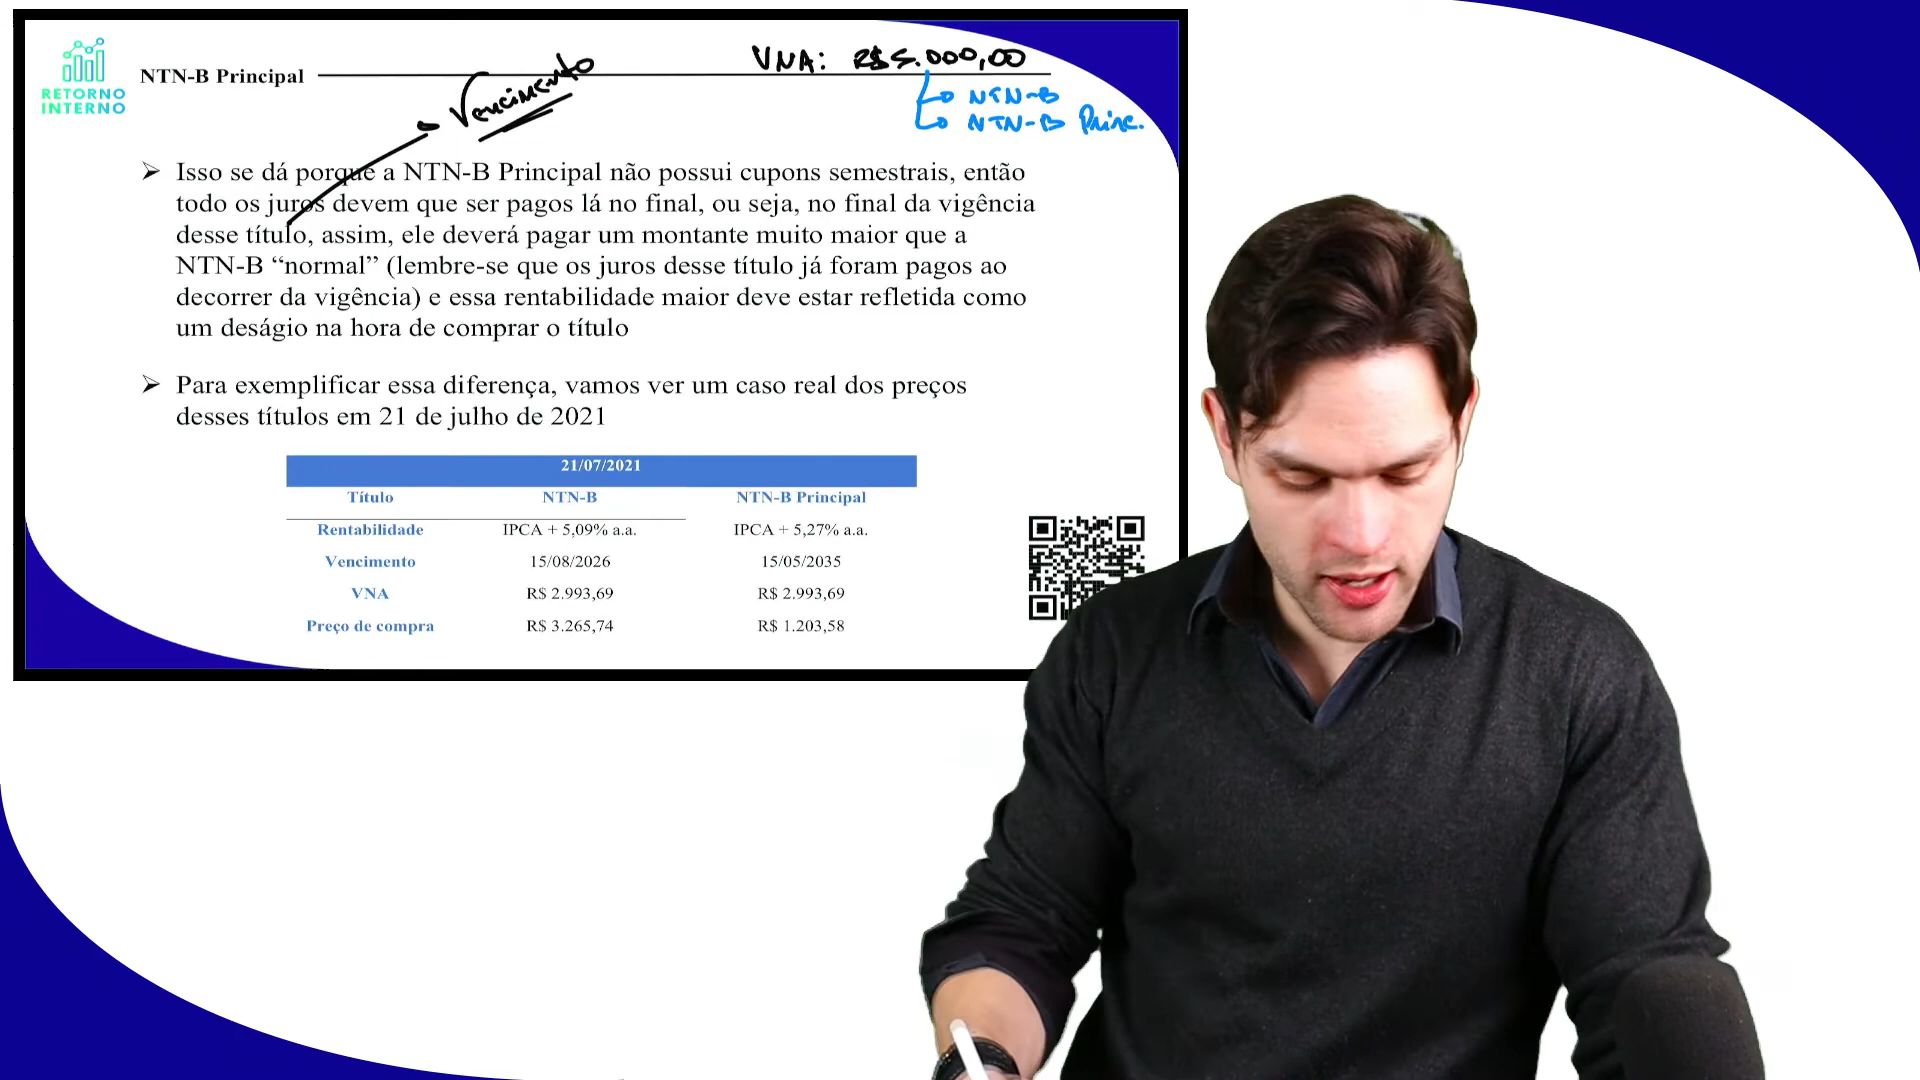 RETORNO
INTERNO
NTN-B Principal
Vencimento
VNA: R$ 5.000,00
NTN-B
NTN-B Princ.
➢ Isso se dá porque a NTN-B Principal não possui cupons semestrais, então
todo os juros devem que ser pagos lá no final, ou seja, no final da vigência
desse título, assim, ele deverá pagar um montante muito maior que a
NTN-B “normal” (lembre-se que os juros desse título já foram pagos ao
decorrer da vigência) e essa rentabilidade maior deve estar refletida como
um deságio na hora de comprar o título
➢ Para exemplificar essa diferença, vamos ver um caso real dos preços
desses títulos em 21 de julho de 2021
21/07/2021
Título NTN-B NTN-B Principal
Rentabilidade IPCA + 5,09% a.a. IPCA + 5,27% a.a.
Vencimento 15/08/2026 15/05/2035
VNA R$ 2.993,69 R$ 2.993,69
Preço de compra R$ 3.265,74 R$ 1.203,58